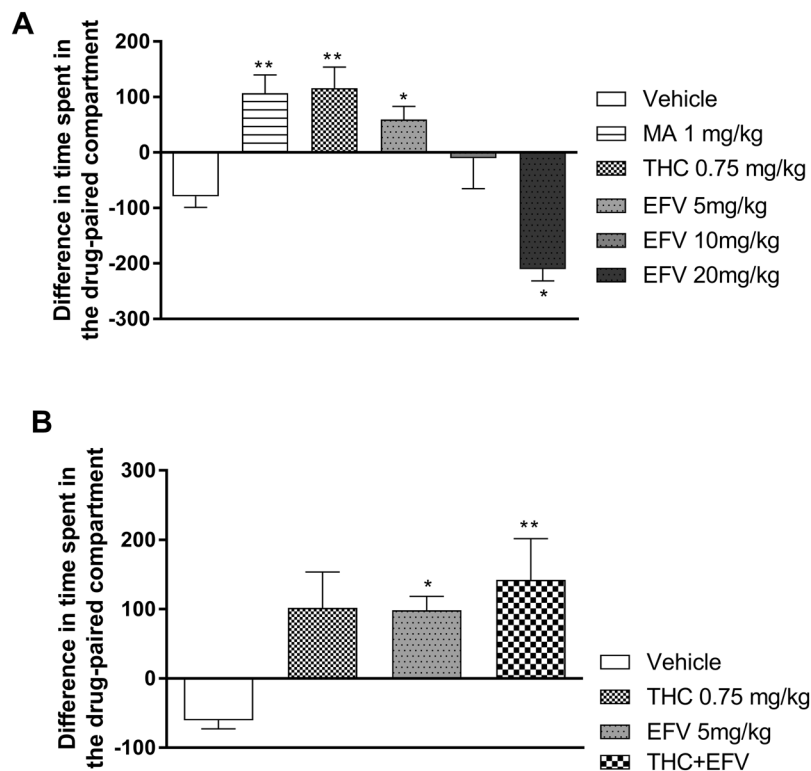 A
Difference in time spent in
the drug-paired compartment
200
100
0
-100
-200
-300
**
**
*
*
Vehicle
MA 1 mg/kg
THC 0.75 mg/kg
EFV 5mg/kg
EFV 10mg/kg
EFV 20mg/kg
B
Difference in time spent in
the drug-paired compartment
300
200
100
0
-100
*
**
Vehicle
THC 0.75 mg/kg
EFV 5mg/kg
THC+EFV